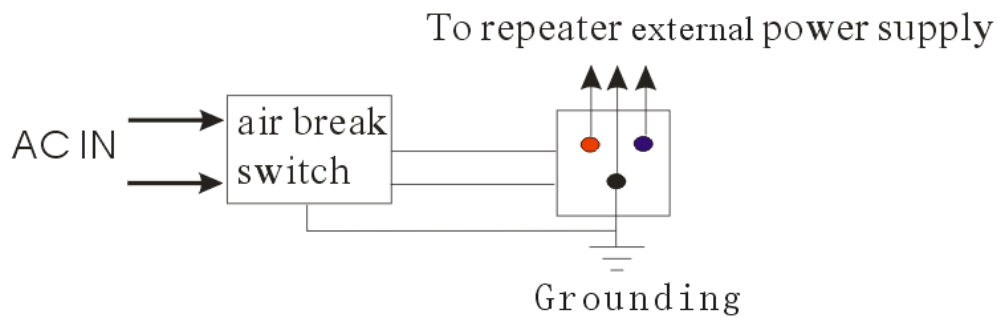 To repeater external power supply
AC IN
air break
switch
Grounding